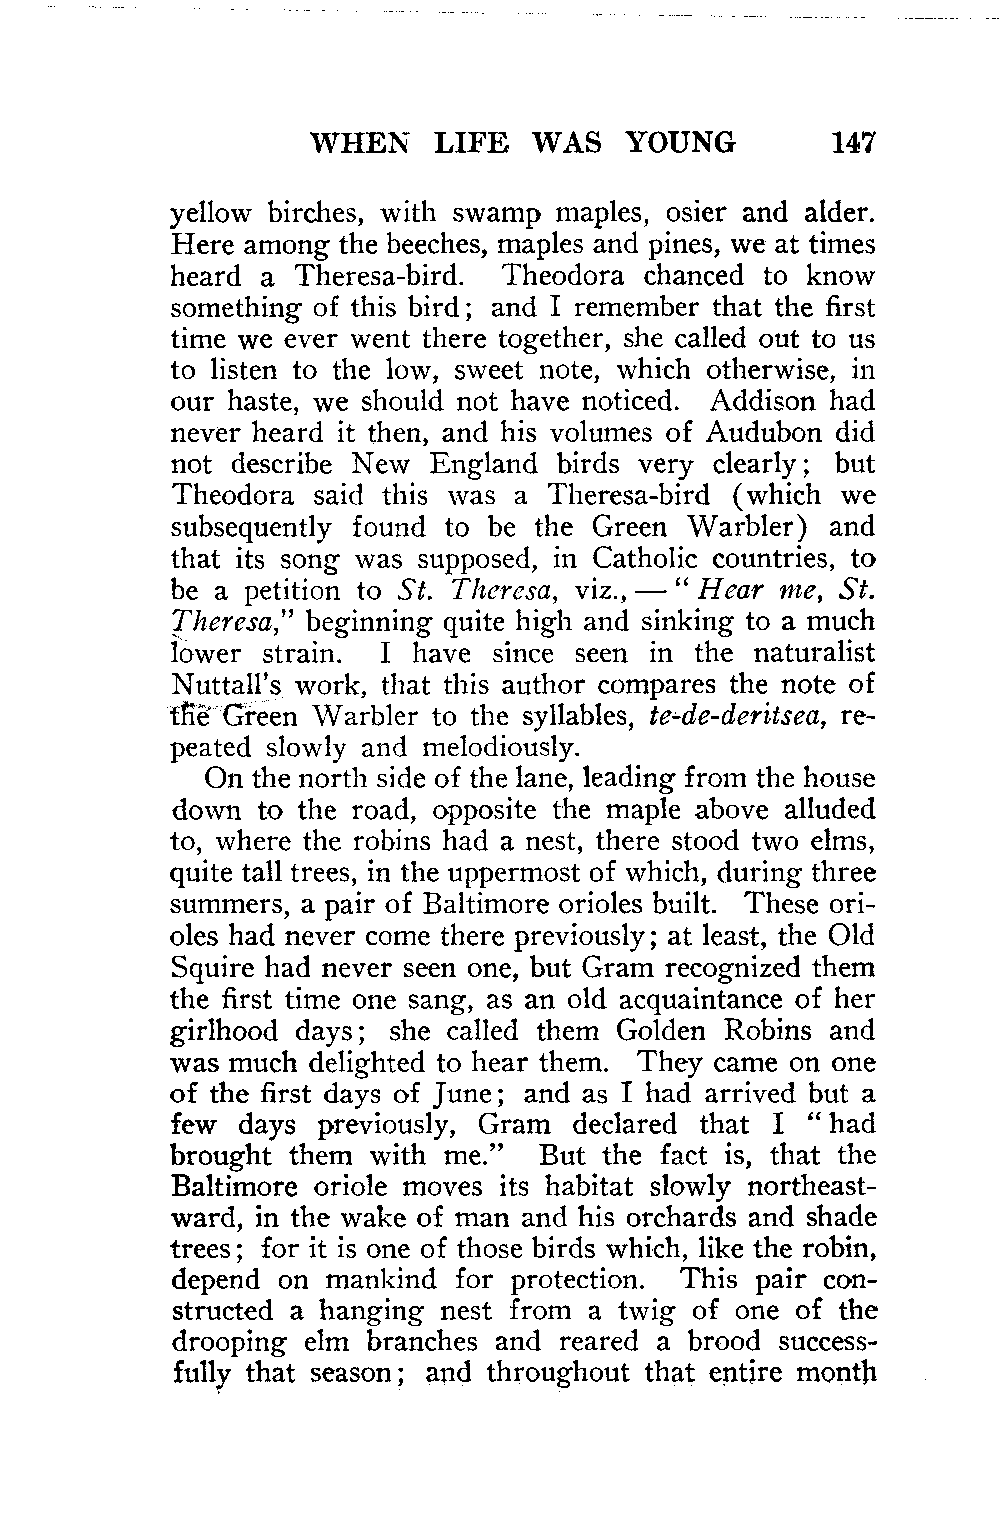 WHEN LIFE WAS YOUNG 147
yellow birches, with swamp maples, osier and alder.
Here among the beeches, maples and pines, we at times
heard a Theresa-bird. Theodora chanced to know
something of this bird; and I remember that the first
time we ever went there together, she called out to us
to listen to the low, sweet note, which otherwise, in
our haste, we should not have noticed. Addison had
never heard it then, and his volumes of Audubon did
not describe New England birds very clearly; but
Theodora said this was a Theresa-bird (which we
subsequently found to be the Green Warbler) and
that its song was supposed, in Catholic countries, to
be a petition to St. Theresa, viz., — " Hear me, St.
Theresa," beginning quite high and sinking to a much
lower strain. I have since seen in the naturalist
Nuttall's work, that this author compares the note of
the Green Warbler to the syllables, te-de-deritsea, re-
peated slowly and melodiously.
On the north side of the lane, leading from the house
down to the road, opposite the maple above alluded
to, where the robins had a nest, there stood two elms,
quite tall trees, in the uppermost of which, during three
summers, a pair of Baltimore orioles built. These ori-
oles had never come there previously; at least, the Old
Squire had never seen one, but Gram recognized them
the first time one sang, as an old acquaintance of her
girlhood days; she called them Golden Robins and
was much delighted to hear them. They came on one
of the first days of June; and as I had arrived but a
few days previously, Gram declared that I " had
brought them with me." But the fact is, that the
Baltimore oriole moves its habitat slowly northeast-
ward, in the wake of man and his orchards and shade
trees; for it is one of those birds which, like the robin,
depend on mankind for protection. This pair con-
structed a hanging nest from a twig of one of the
drooping elm branches and reared a brood success-
fully that season; and throughout that entire month